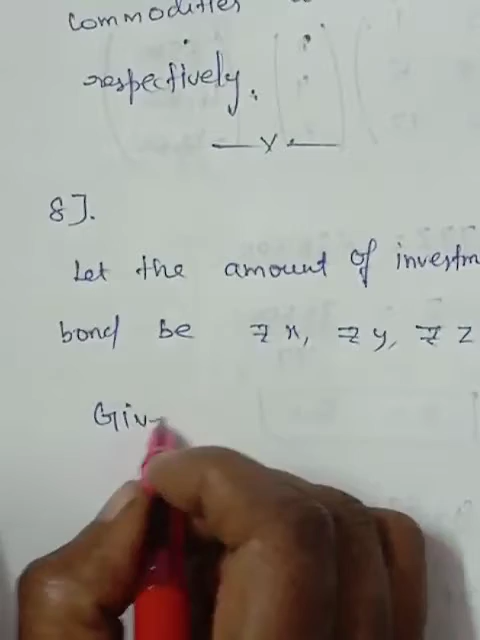 commodities
respectively.
8].
Let the amount of investm
bond be ₹ x, ₹ y, ₹ z
Giv